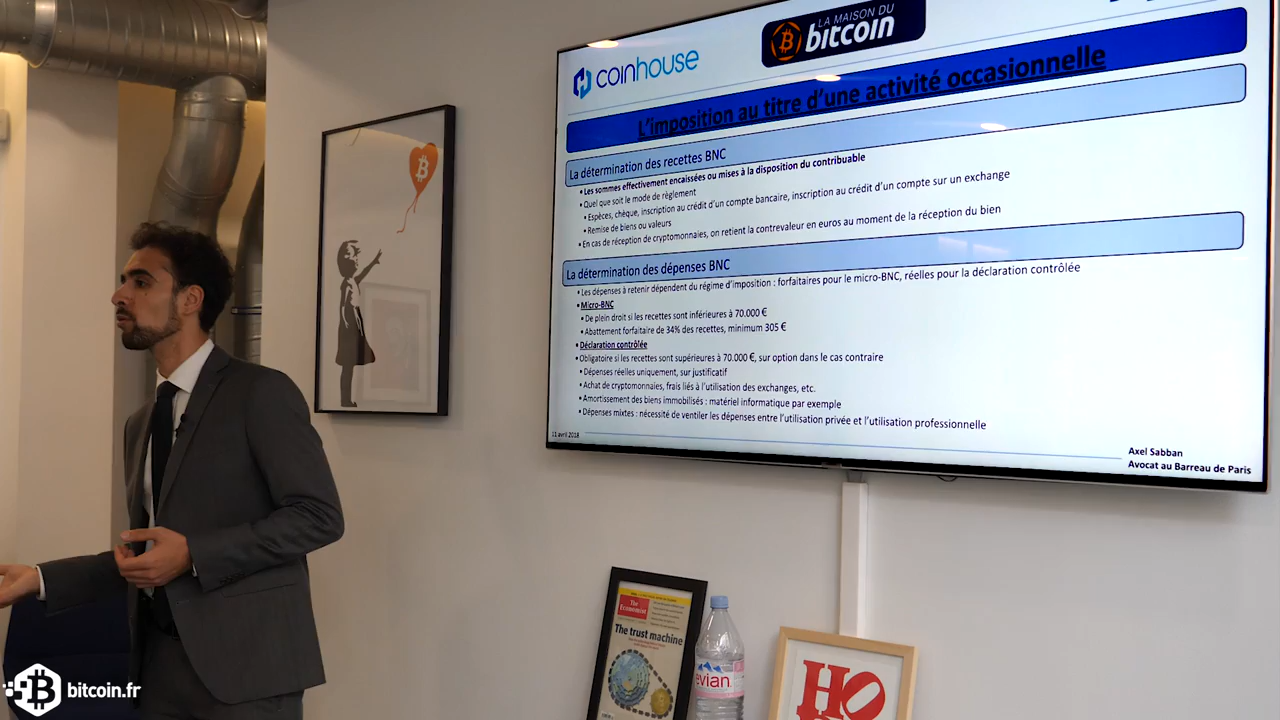 coinhouse
LA MAISON DU
bitcoin
L'imposition au titre d'une activité occasionnelle
La détermination des recettes BNC
• Les sommes effectivement encaissées ou mises à la disposition du contribuable
• Quel que soit le mode de règlement
• Espèces, chèque, inscription au crédit d'un compte bancaire, inscription au crédit d'un compte sur un exchange
• Remise de biens ou valeurs
• En cas de réception de cryptomonnaies, on retient la contrevaleur en euros au moment de la réception du bien
La détermination des dépenses BNC
• Les dépenses à retenir dépendent du régime d'imposition : forfaitaires pour le micro-BNC, réelles pour la déclaration contrôlée
• Micro-BNC
• De plein droit si les recettes sont inférieures à 70.000 €
• Abattement forfaitaire de 34% des recettes, minimum 305 €
• Déclaration contrôlée
• Obligatoire si les recettes sont supérieures à 70.000 €, sur option dans le cas contraire
• Dépenses réelles uniquement, sur justificatif
• Achat de cryptomonnaies, frais liés à l'utilisation des exchanges, etc.
• Amortissement des biens immobilisés : matériel informatique par exemple
• Dépenses mixtes : nécessité de ventiler les dépenses entre l'utilisation privée et l'utilisation professionnelle
11 avril 2018
Axel Sabban
Avocat au Barreau de Paris
The
Economist
The trust machine
evian
HO
bitcoin.fr